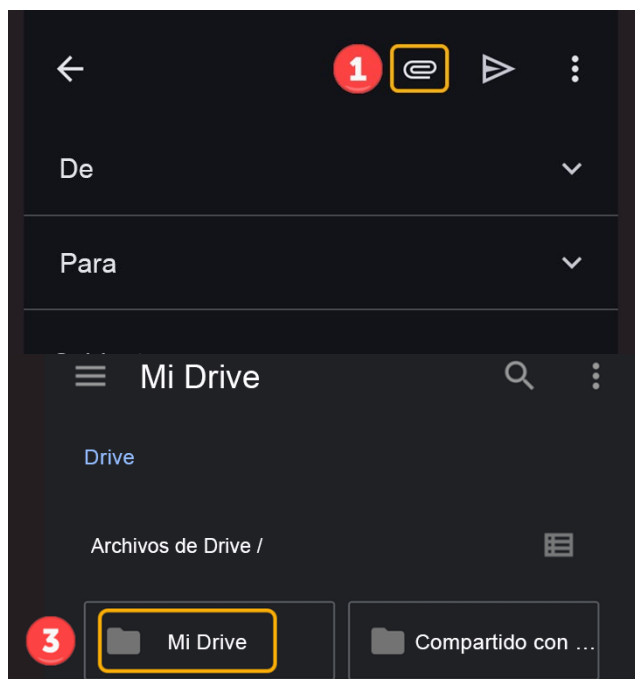 1
De
Para
Mi Drive
Drive
Archivos de Drive /
3 Mi Drive Compartido con ...